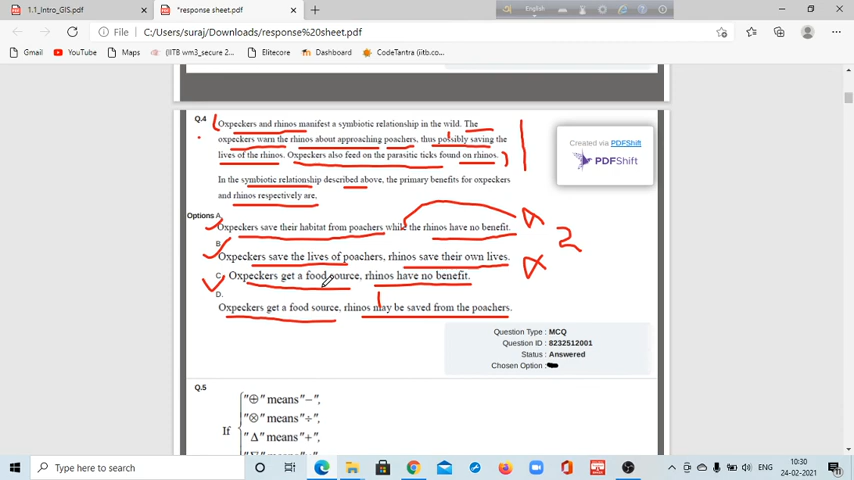 1.1_Intro_GIS.pdf
*response sheet.pdf
English
File
C:/Users/suraj/Downloads/response%20sheet.pdf
Gmail
YouTube
Maps
(IITB wm3_secure 2...
Elitecore
Dashboard
CodeTantra (iitb.co...
Q.4
Oxpeckers and rhinos manifest a symbiotic relationship in the wild. The
oxpeckers warn the rhinos about approaching poachers, thus possibly saving the
lives of the rhinos. Oxpeckers also feed on the parasitic ticks found on rhinos.
In the symbiotic relationship described above, the primary benefits for oxpeckers
and rhinos respectively are.
Created via PDFShift
PDFShift
Options A.
Oxpeckers save their habitat from poachers while the rhinos have no benefit.
B.
Oxpeckers save the lives of poachers, rhinos save their own lives.
C. Oxpeckers get a food source, rhinos have no benefit.
D.
Oxpeckers get a food source, rhinos may be saved from the poachers.
2
Question Type : MCQ
Question ID : 8232512001
Status : Answered
Chosen Option :
Q.5
If
"⊕" means "−",
"⊗" means "÷",
"Δ" means "+",
Type here to search
ENG
10:30
24-02-2021